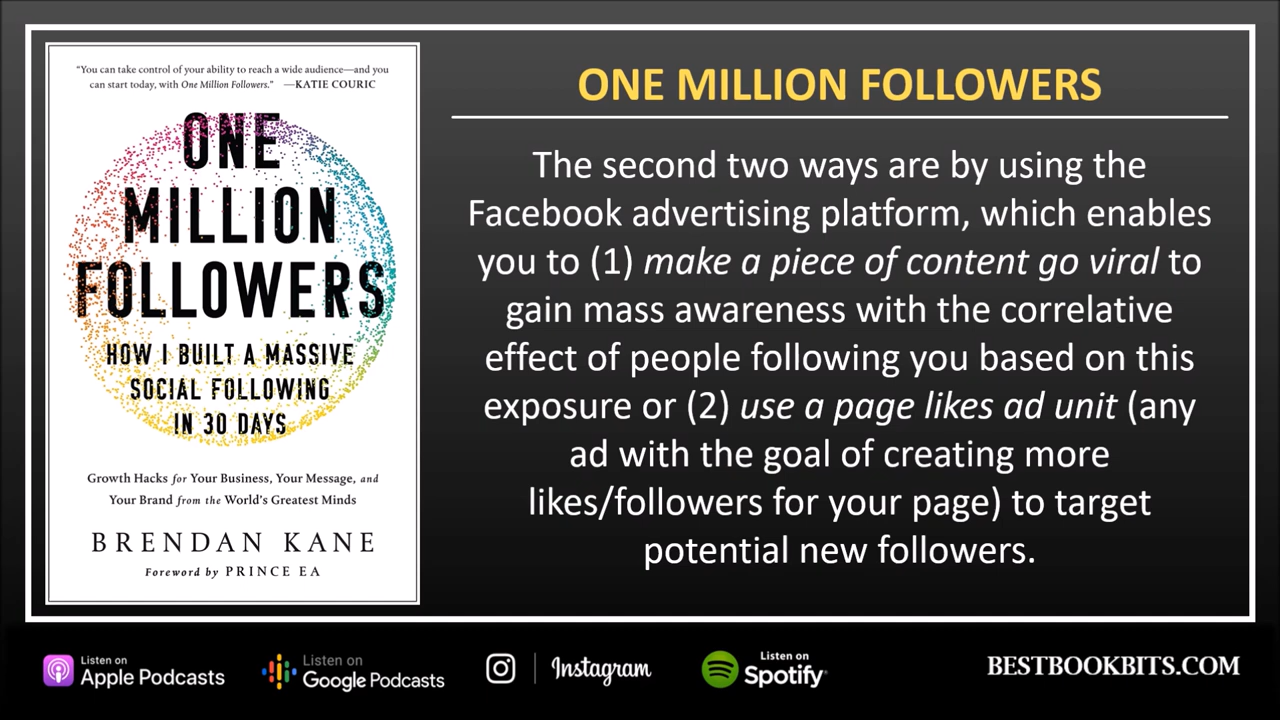 “You can take control of your ability to reach a wide audience—and you
can start today, with One Million Followers.” —KATIE COURIC
ONE
MILLION
FOLLOWERS
HOW I BUILT A MASSIVE
SOCIAL FOLLOWING
IN 30 DAYS
Growth Hacks for Your Business, Your Message, and
Your Brand from the World’s Greatest Minds
BRENDAN KANE
Foreword by PRINCE EA
ONE MILLION FOLLOWERS
The second two ways are by using the
Facebook advertising platform, which enables
you to (1) make a piece of content go viral to
gain mass awareness with the correlative
effect of people following you based on this
exposure or (2) use a page likes ad unit (any
ad with the goal of creating more
likes/followers for your page) to target
potential new followers.
Listen on
Apple Podcasts
Listen on
Google Podcasts
Instagram
Listen on
Spotify
BESTBOOKBITS.COM